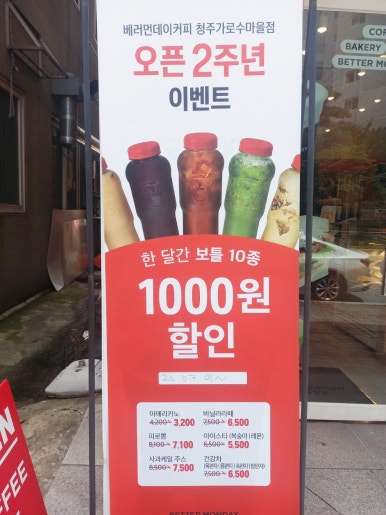 COF
BAKERY
BETTER MO
베러먼데이커피 청주가로수마을점
오픈 2주년
이벤트
한 달간 보틀 10종
1000원
할인
아메리카노
4,200→ 3,200
바닐라라떼
7,500→ 6,500
피로뿅
8,100→ 7,100
아이스티 (복숭아|레몬)
6,500→ 5,500
사과케일 주스
8,500→ 7,500
건강차
7,500→ 6,500
BETTER MONDAY